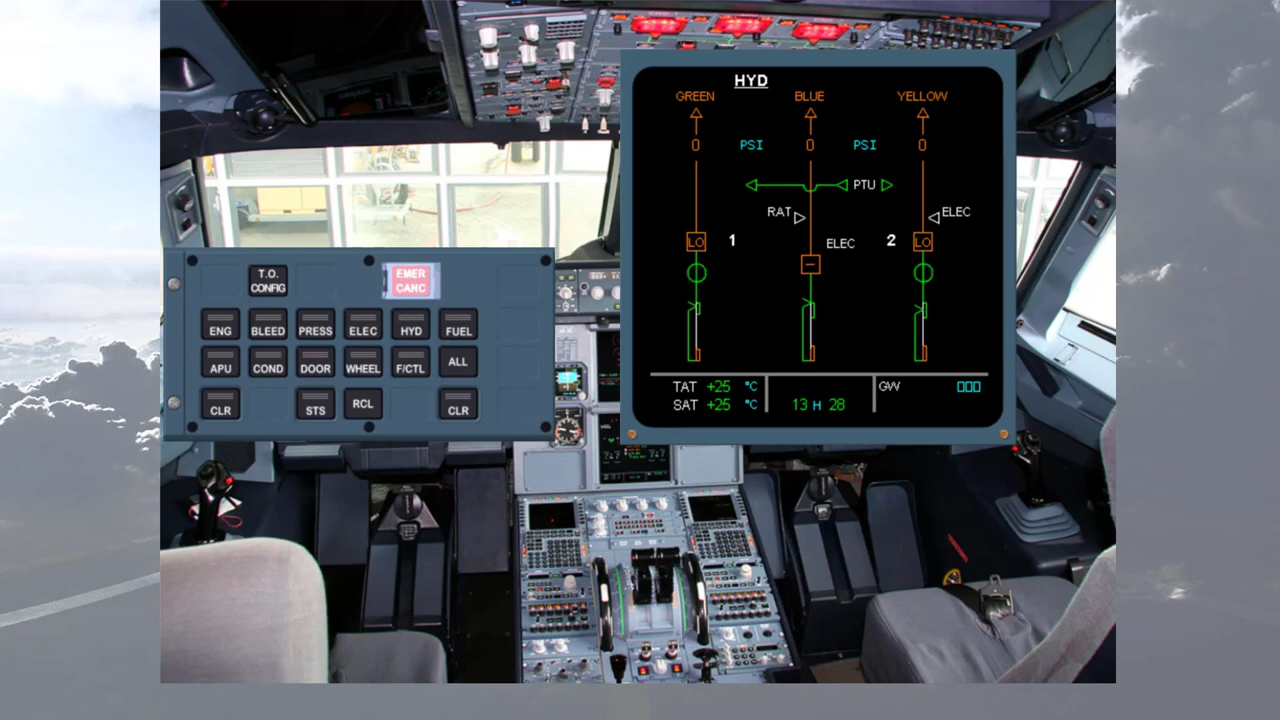 HYD
GREEN BLUE YELLOW
0 PSI 0 PSI 0
PTU
RAT
ELEC
LO 1 ELEC 2 LO
TAT +25 °C
SAT +25 °C
13 H 28
GW
T.O.
CONFIG
EMER
CANC
ENG BLEED PRESS ELEC HYD FUEL
APU COND DOOR WHEEL F/CTL ALL
CLR STS RCL CLR